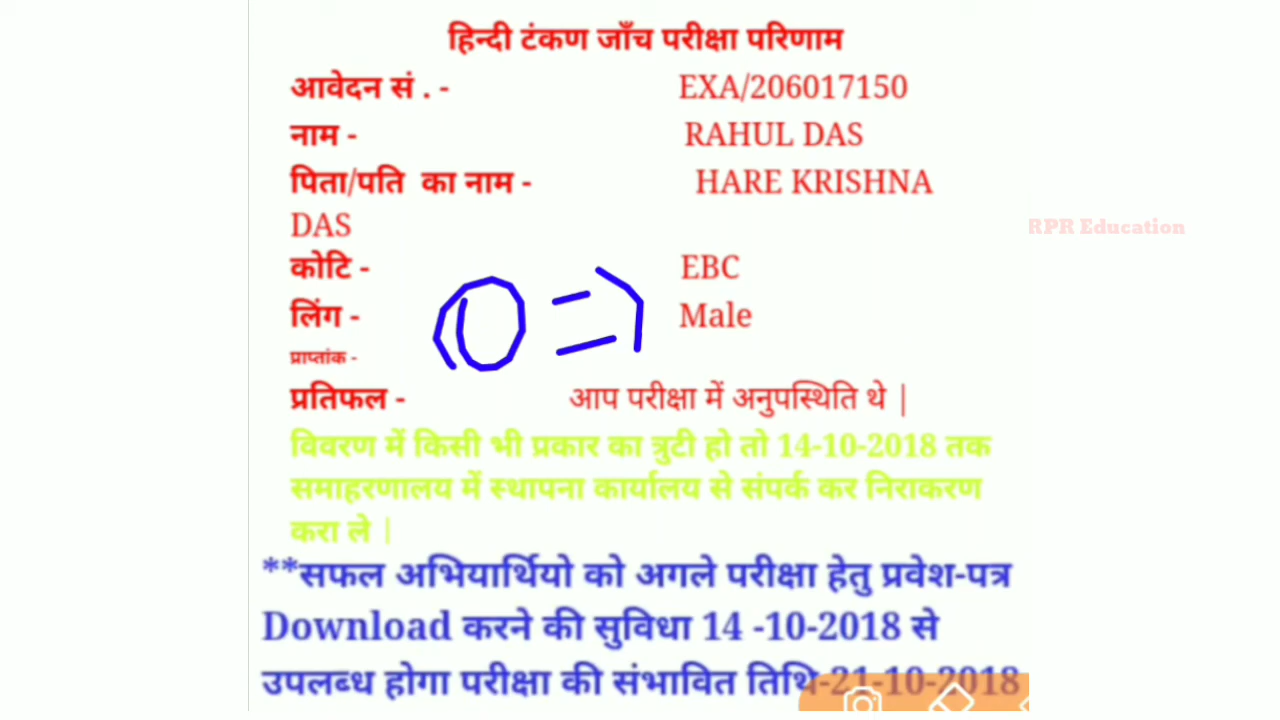 हिन्दी टंकण जाँच परीक्षा परिणाम
आवेदन सं . - EXA/206017150
नाम - RAHUL DAS
पिता/पति का नाम - HARE KRISHNA
DAS
RPR Education
कोटि - EBC
लिंग - Male
प्राप्तांक -
प्रतिफल - आप परीक्षा में अनुपस्थिति थे |
विवरण में किसी भी प्रकार का त्रुटी हो तो 14-10-2018 तक
समाहरणालय में स्थापना कार्यालय से संपर्क कर निराकरण
करा ले |
**सफल अभियार्थियो को अगले परीक्षा हेतु प्रवेश-पत्र
Download करने की सुविधा 14 -10-2018 से
उपलब्ध होगा परीक्षा की संभावित तिथि-21-10-2018